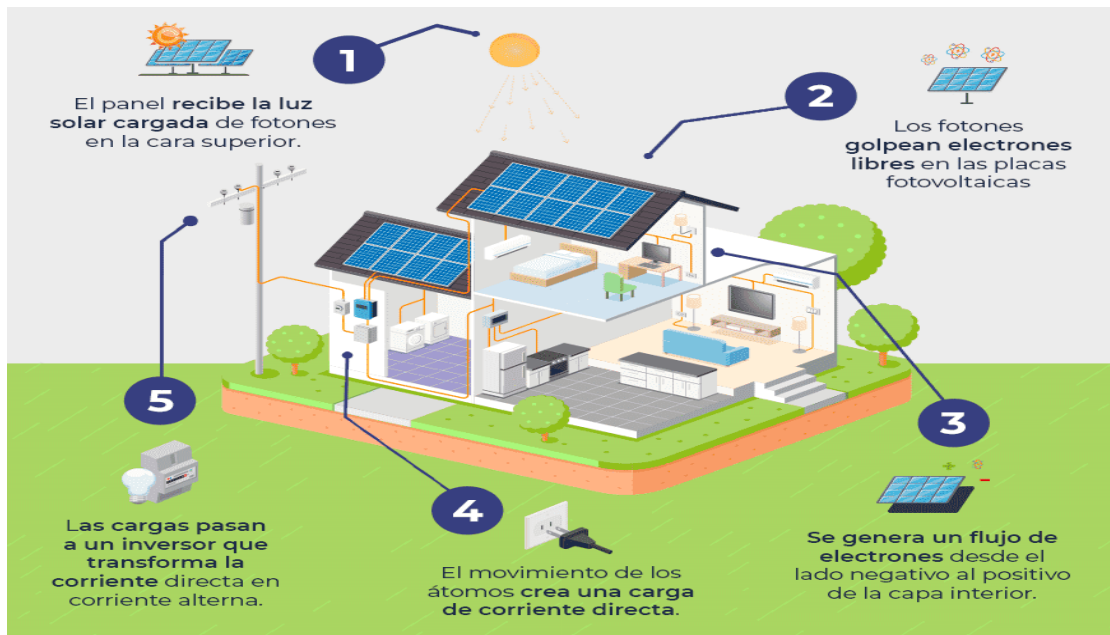 1
El panel recibe la luz
solar cargada de fotones
en la cara superior.
2
Los fotones
golpean electrones
libres en las placas
fotovoltaicas
3
Se genera un flujo de
electrones desde el
lado negativo al positivo
de la capa interior.
4
El movimiento de los
átomos crea una carga
de corriente directa.
5
Las cargas pasan
a un inversor que
transforma la
corriente directa en
corriente alterna.